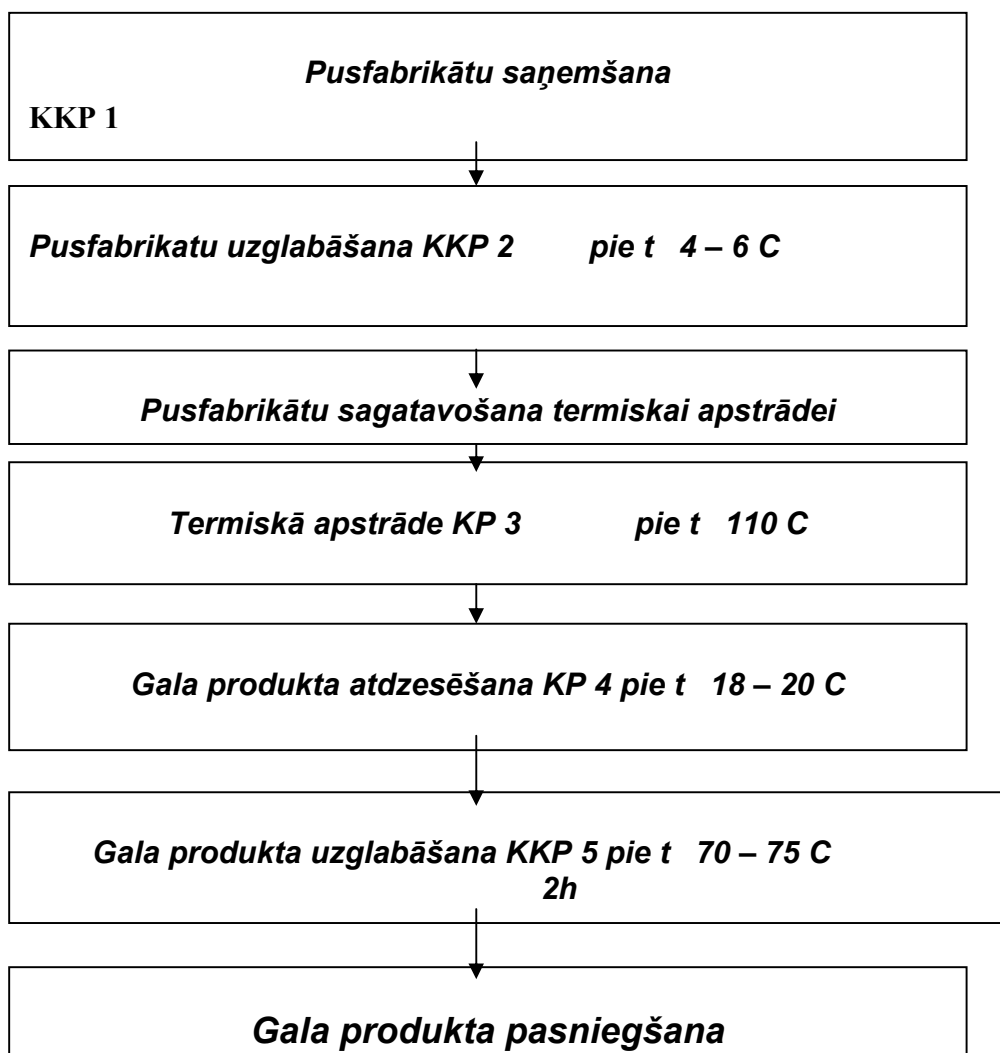 Pusfabrikātu saņemšana
KKP 1
Pusfabrikatu uzglabāšana KKP 2 pie t 4 – 6 C
Pusfabrikātu sagatavošana termiskai apstrādei
Termiskā apstrāde KP 3 pie t 110 C
Gala produkta atdzesēšana KP 4 pie t 18 – 20 C
Gala produkta uzglabāšana KKP 5 pie t 70 – 75 C
2h
Gala produkta pasniegšana